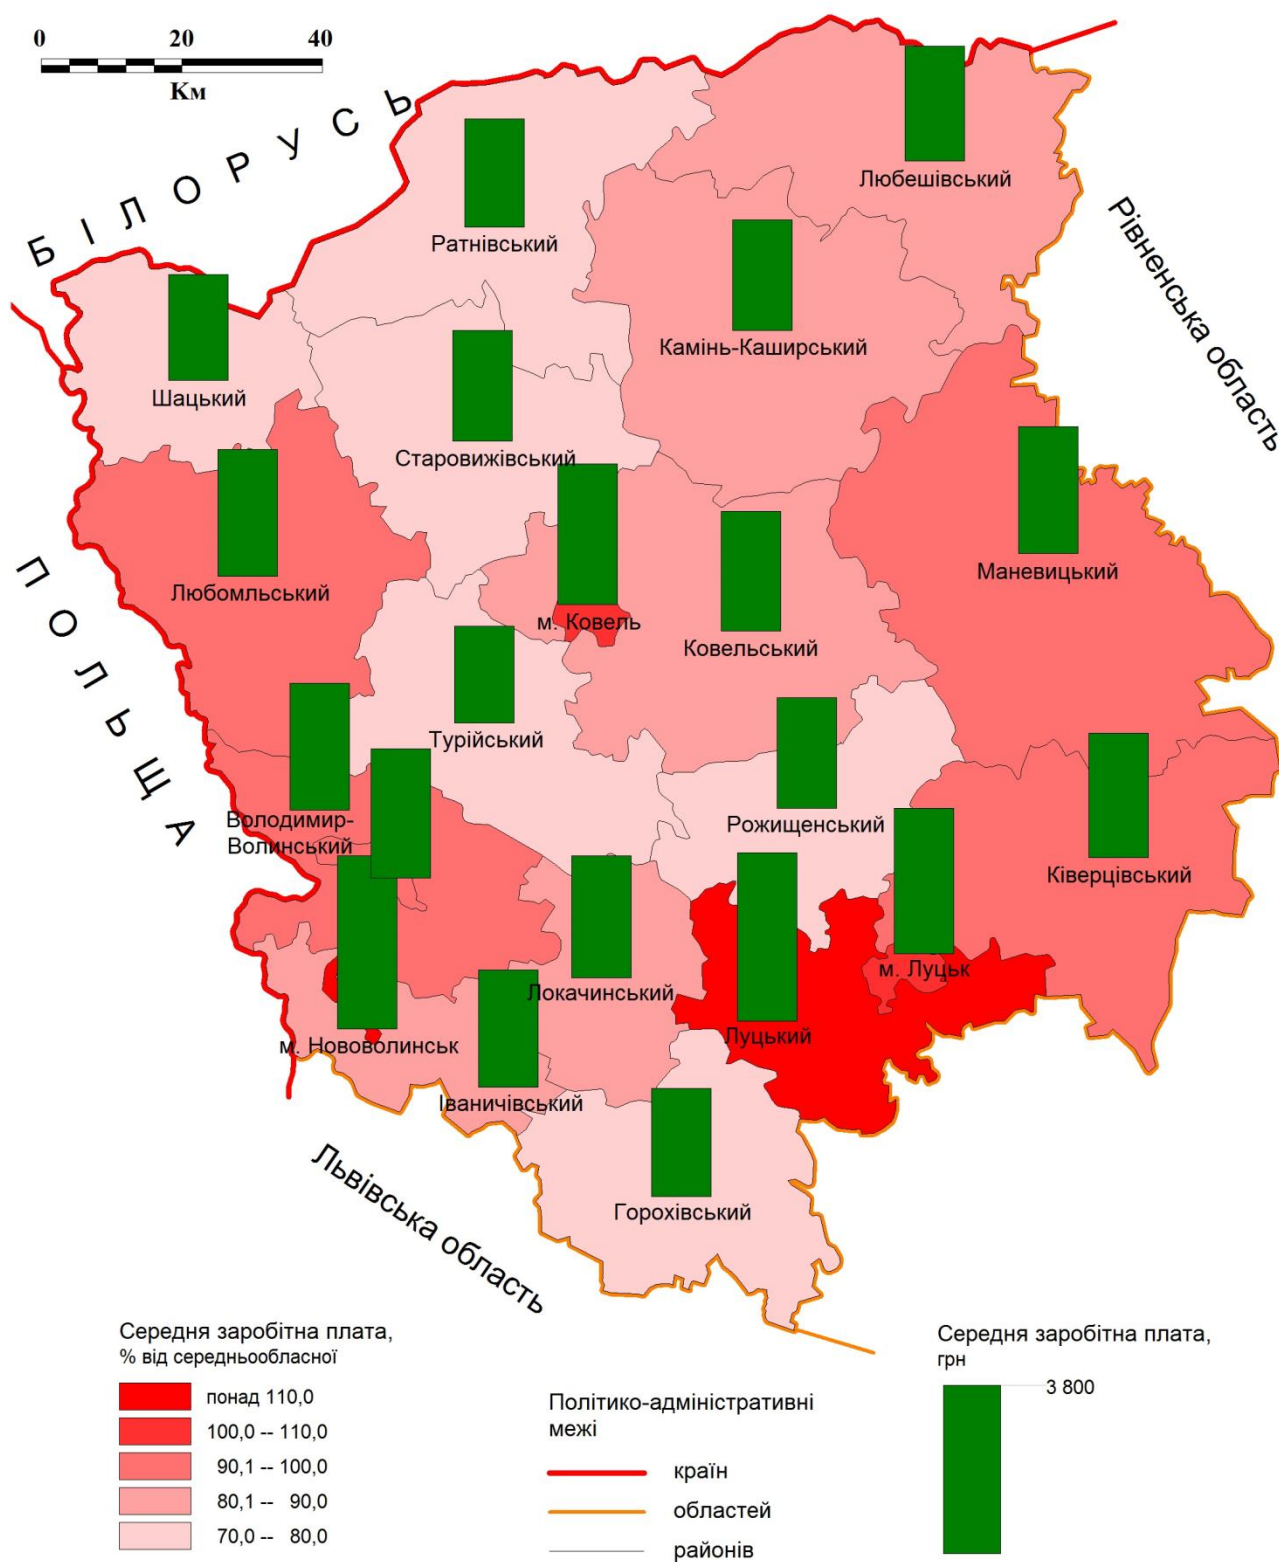 0 20 40
Км
БІЛОРУСЬ
Любешівський
Ратнівський
Рівненська область
Камінь-Каширський
Шацький
Старовижівський
ПОЛЬЩА
Любомльський
Маневицький
м. Ковель
Ковельський
Турійський
Володимир-
Волинський
Рожищенський
Ківерцівський
м. Луцьк
Локачинський
Луцький
м. Нововолинськ
Іваничівський
Львівська область
Горохівський
Середня заробітна плата,
% від середньообласної
понад 110,0
100,0 -- 110,0
90,1 -- 100,0
80,1 -- 90,0
70,0 -- 80,0
Політико-адміністративні
межі
країн
областей
районів
Середня заробітна плата,
грн
3 800